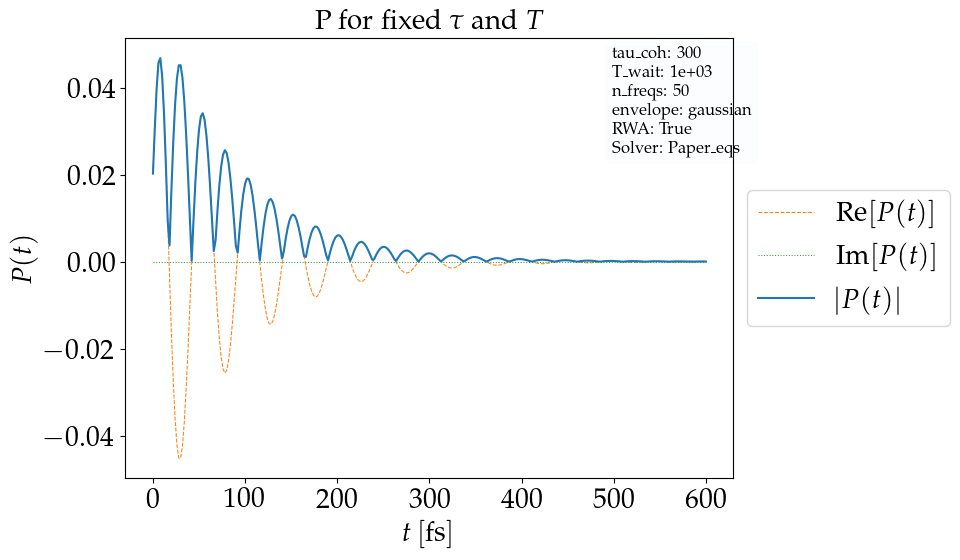 P for fixed τ and T
tau_coh: 300
T_wait: 1e+03
n_freqs: 50
envelope: gaussian
RWA: True
Solver: Paper_eqs
0.04
0.02
0.00
−0.02
−0.04
P(t)
0 100 200 300 400 500 600
t [fs]
Re[P(t)]
Im[P(t)]
|P(t)|